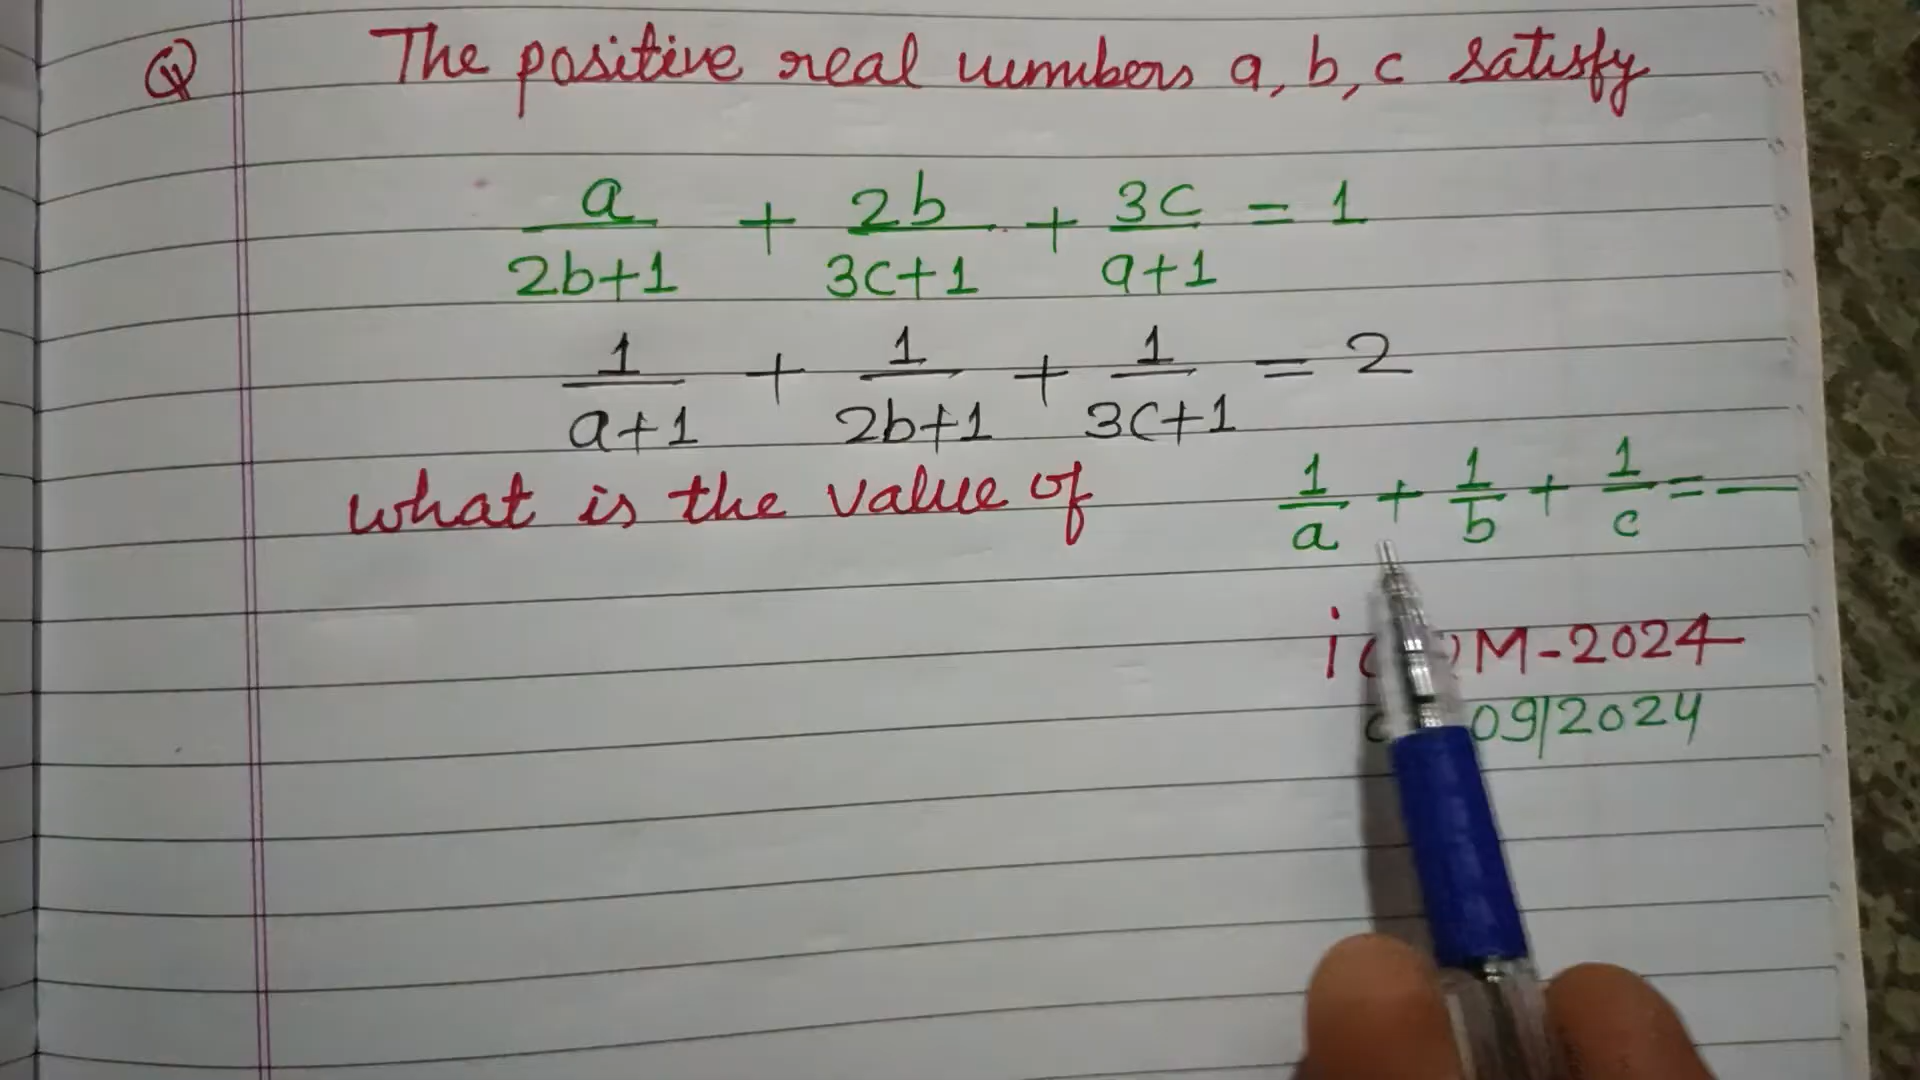 Q The positive real numbers a, b, c satisfy
a/(2b+1) + 2b/(3c+1) + 3c/(a+1) = 1
1/(a+1) + 1/(2b+1) + 1/(3c+1) = 2
what is the value of 1/a + 1/b + 1/c = —
M-2024
09/2024